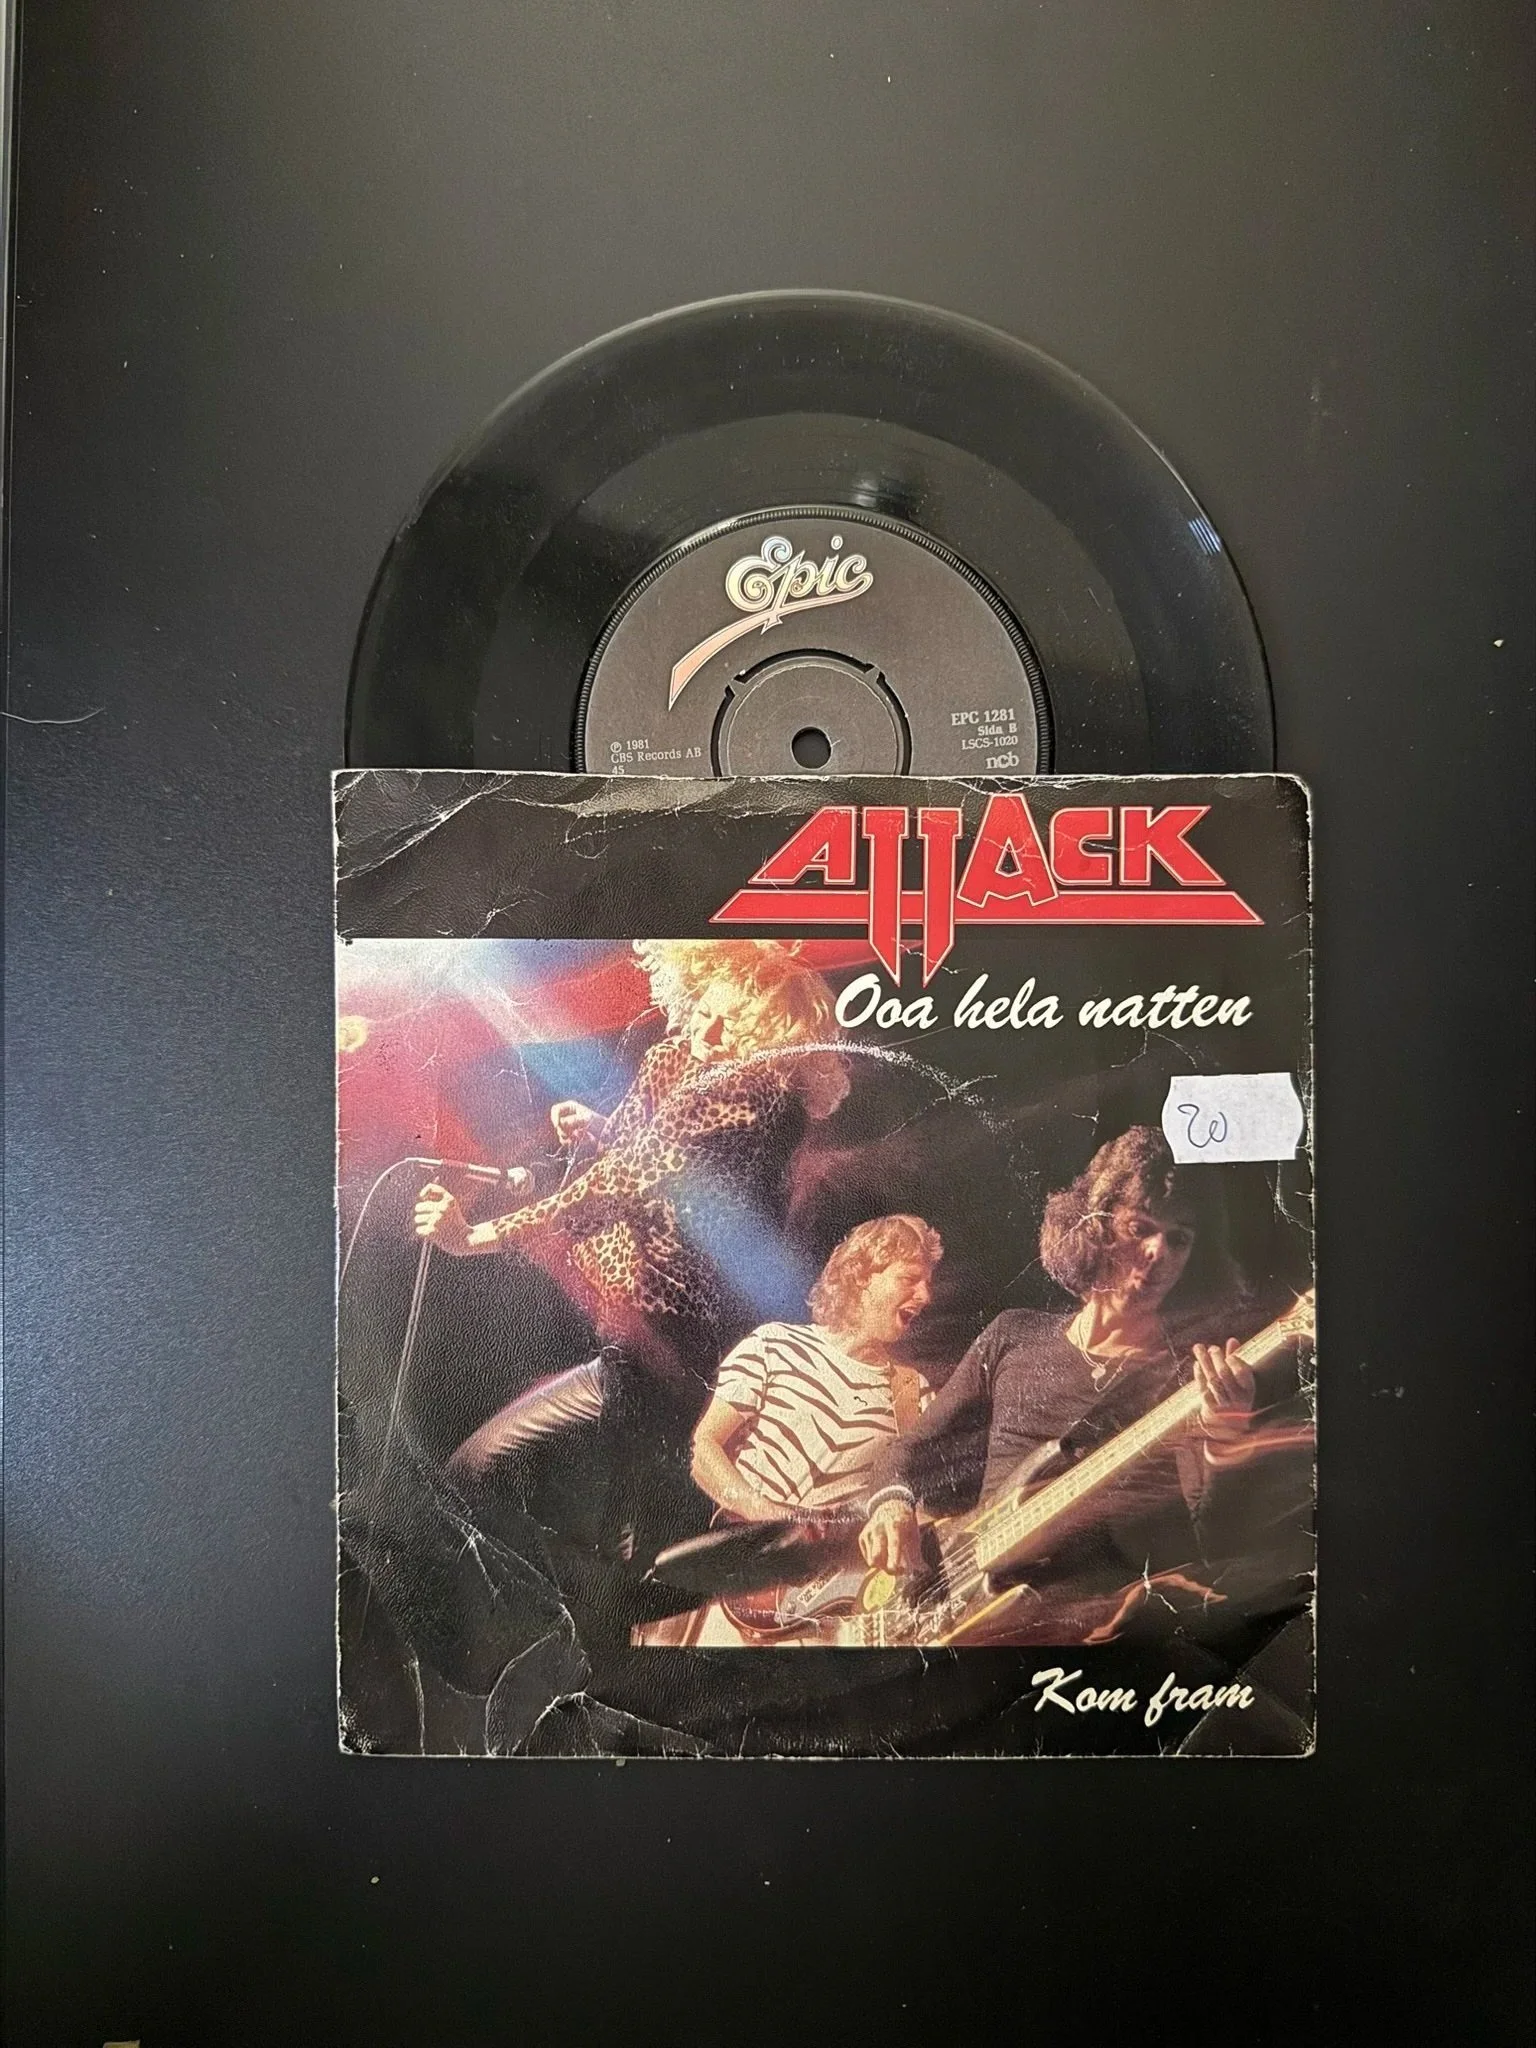 Epic
EPC 1281
Sida B
LSCS-1020
ncb
℗ 1981
CBS Records AB
45
ATTACK
Ooa hela natten
20
Kom fram